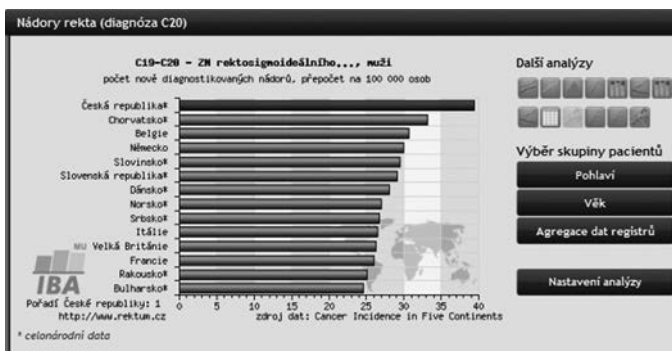 Nádory rekta (diagnóza C20)
C19-C20 - ZN rektosigmoideálního..., muži
počet nově diagnostikovaných nádorů, přepočet na 100 000 osob
Česká republika*
Chorvatsko*
Belgie
Německo
Slovinsko*
Slovenská republika*
Dánsko*
Norsko*
Srbsko*
Itálie
Velká Británie
Francie
Rakousko*
Bulharsko*
0 5 10 15 20 25 30 35 40
MU
IBA
Pořadí České republiky: 1
http://www.rektum.cz
zdroj dat: Cancer Incidence in Five Continents
* celonárodní data
Další analýzy
Výběr skupiny pacientů
Pohlaví
Věk
Agregace dat registrů
Nastavení analýzy